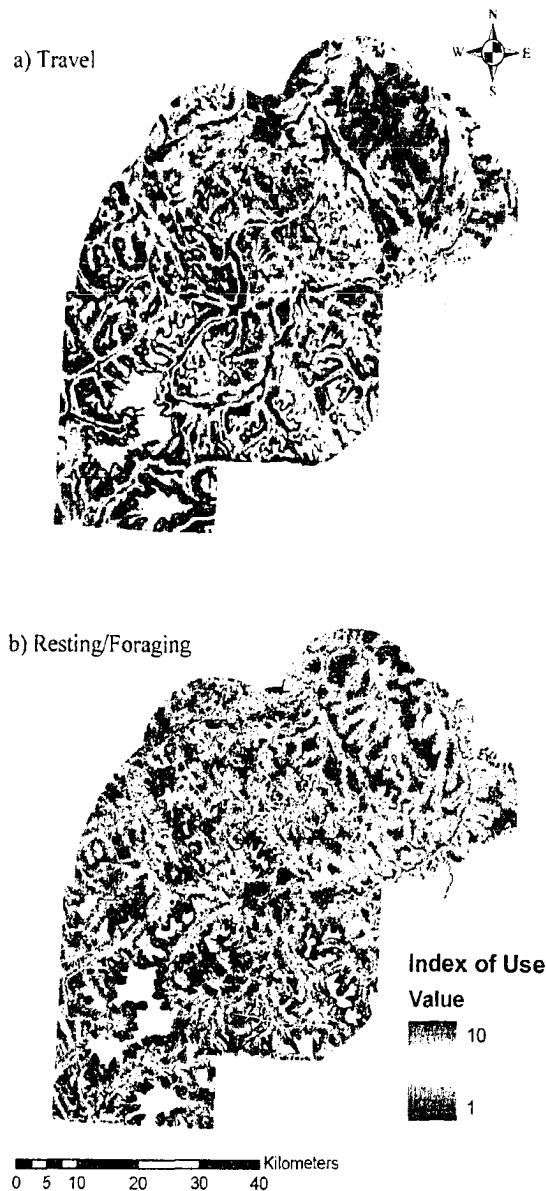 a) Travel
N
W E
S
b) Resting/Foraging
Index of Use
Value
10
1
Kilometers
0 5 10 20 30 40